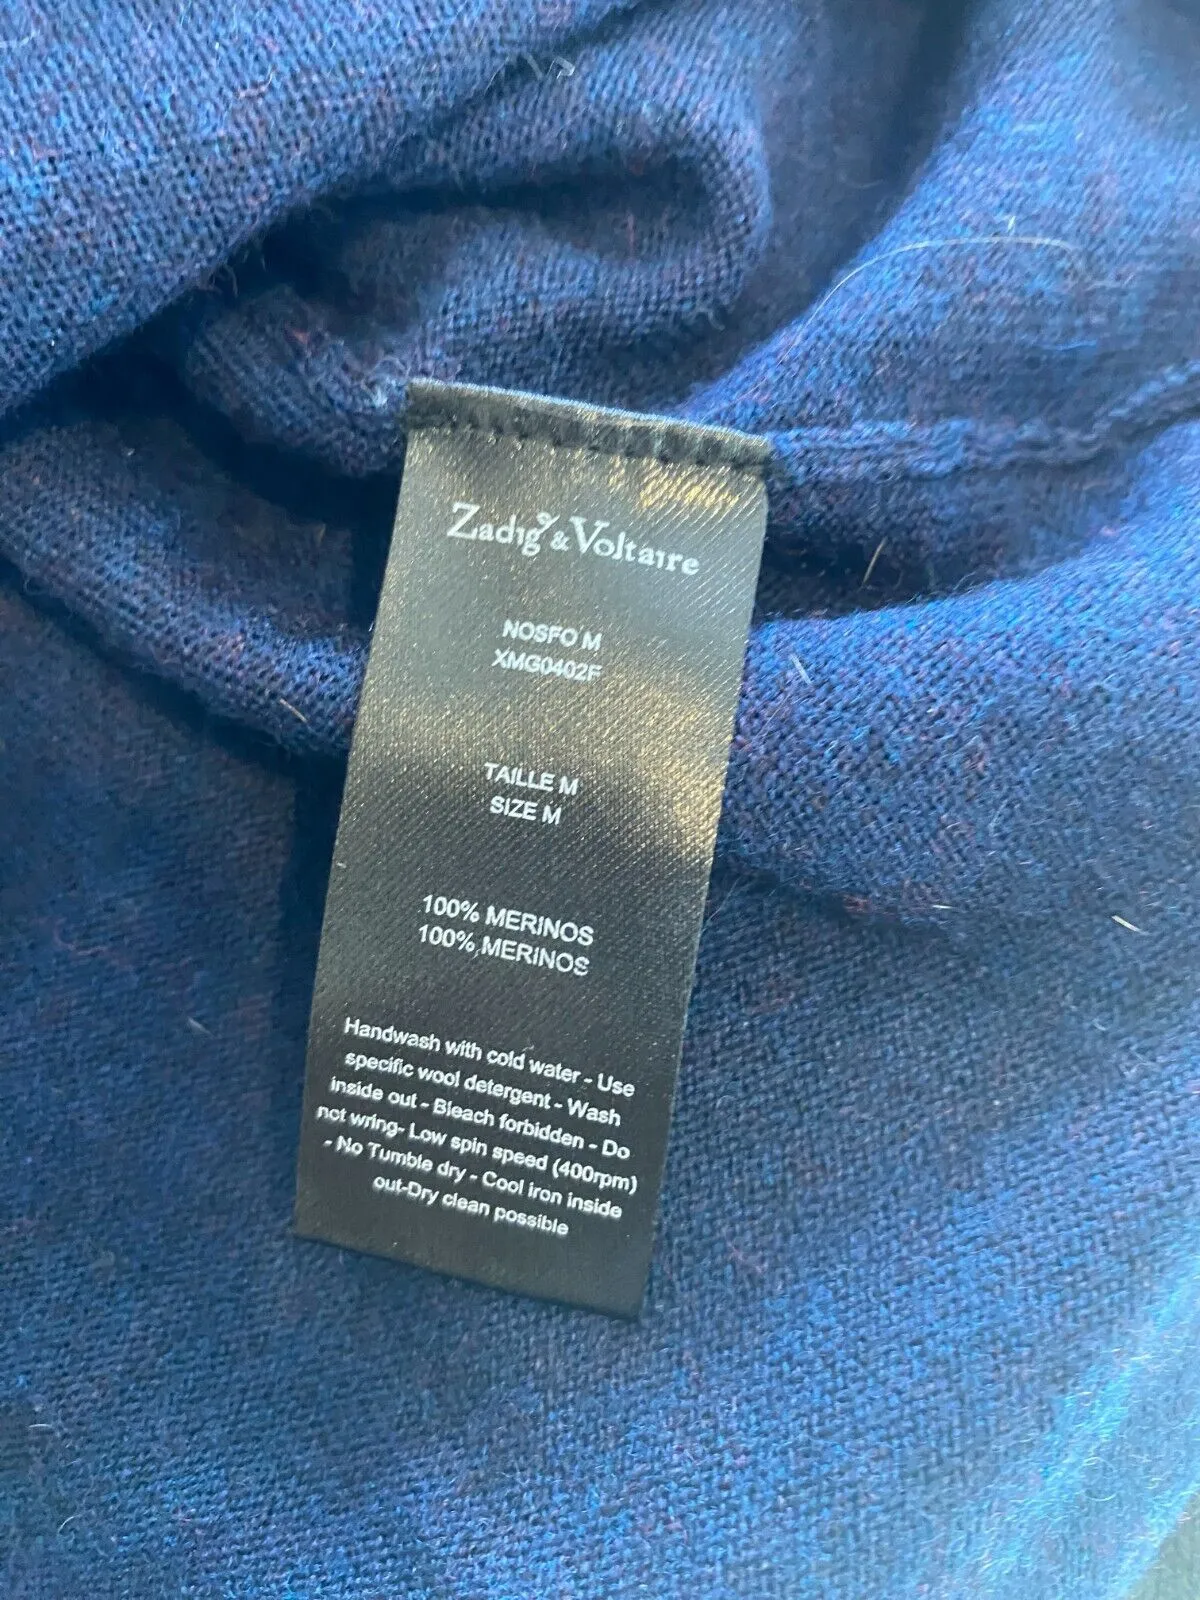 Zadig & Voltaire
NOSFO M
XMG0402F
TAILLE M
SIZE M
100% MERINOS
100% MERINOS
Handwash with cold water - Use
specific wool detergent - Wash
inside out - Bleach forbidden - Do
not wring- Low spin speed (400rpm)
- No Tumble dry - Cool iron inside
out-Dry clean possible